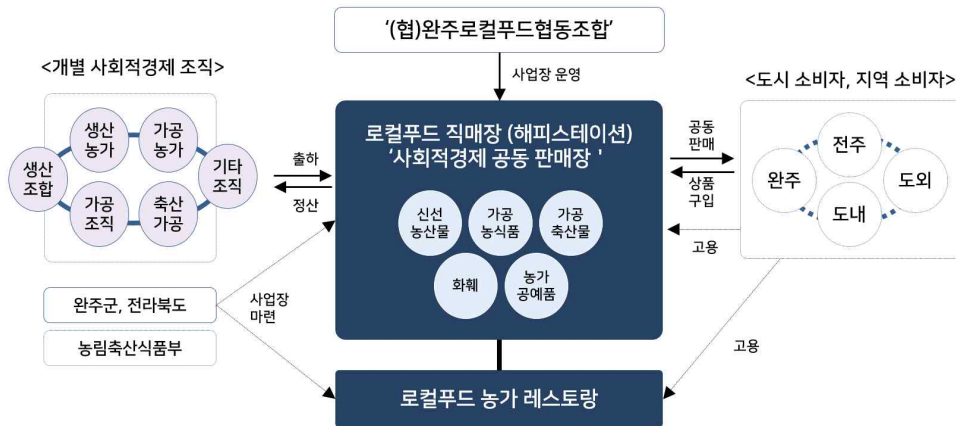 ‘(협)완주로컬푸드협동조합’
사업장 운영
<개별 사회적경제 조직>
생산
농가
가공
농가
생산
조합
기타
조직
가공
조직
축산
가공
출하
정산
로컬푸드 직매장 (해피스테이션)
‘사회적경제 공동 판매장 '
신선
농산물
가공
농식품
가공
축산물
화훼
농가
공예품
공동
판매
상품
구입
<도시 소비자, 지역 소비자>
전주
완주
도외
도내
고용
완주군, 전라북도
농림축산식품부
사업장
마련
고용
로컬푸드 농가 레스토랑